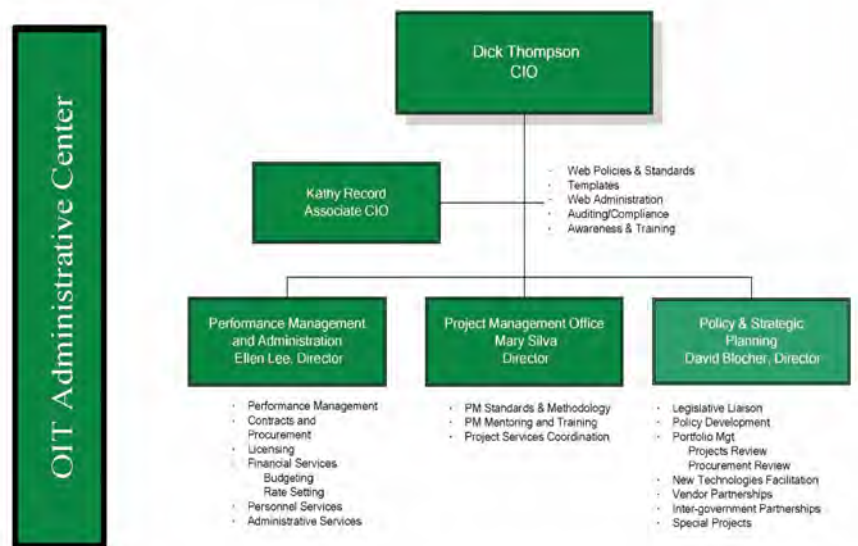 OIT Administrative Center
Dick Thompson
CIO
Kathy Record
Associate CIO
· Web Policies & Standards
· Templates
· Web Administration
· Auditing/Compliance
· Awareness & Training
Performance Management
and Administration
Ellen Lee, Director
Project Management Office
Mary Silva
Director
Policy & Strategic
Planning
David Blocher, Director
· Performance Management
· Contracts and
Procurement
· Licensing
· Financial Services
Budgeting
Rate Setting
· Personnel Services
· Administrative Services
· PM Standards & Methodology
· PM Mentoring and Training
· Project Services Coordination
· Legislative Liaison
· Policy Development
· Portfolio Mgt
Projects Review
Procurement Review
· New Technologies Facilitation
· Vendor Partnerships
· Inter-government Partnerships
· Special Projects